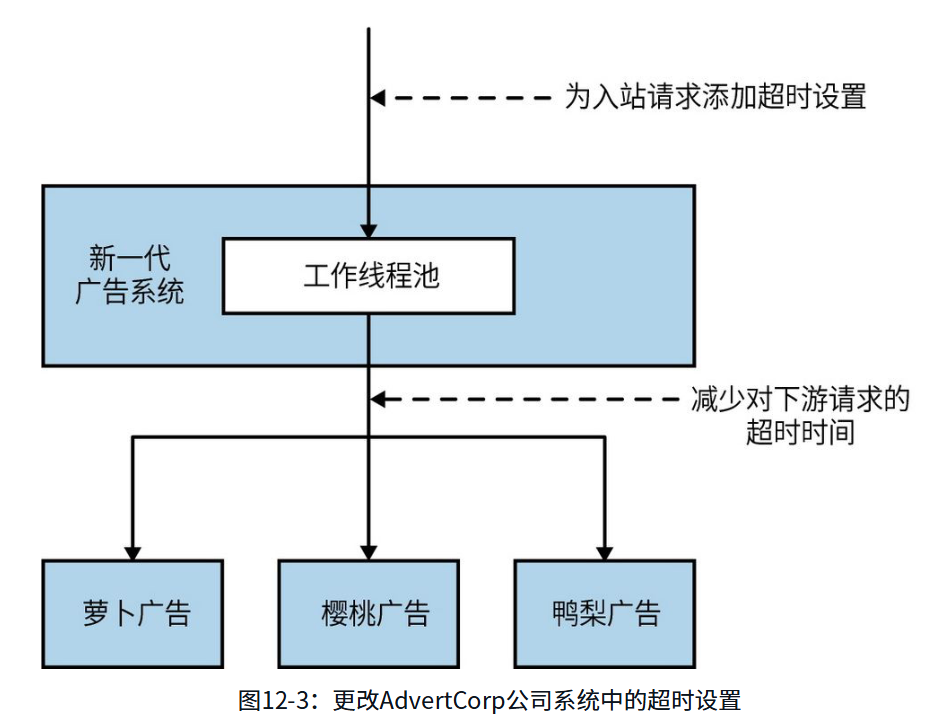 为入站请求添加超时设置
新一代
广告系统
工作线程池
减少对下游请求的
超时时间
萝卜广告
樱桃广告
鸭梨广告
图12-3：更改AdvertCorp公司系统中的超时设置